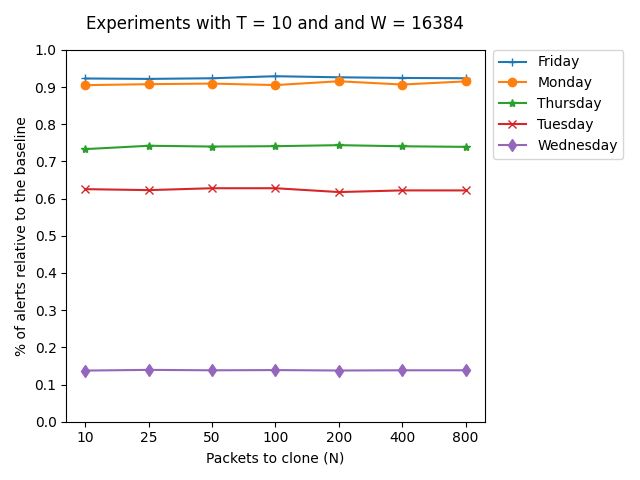 Experiments with T = 10 and and W = 16384
Friday
Monday
Thursday
Tuesday
Wednesday
% of alerts relative to the baseline
1.0
0.9
0.8
0.7
0.6
0.5
0.4
0.3
0.2
0.1
0.0
10 25 50 100 200 400 800
Packets to clone (N)